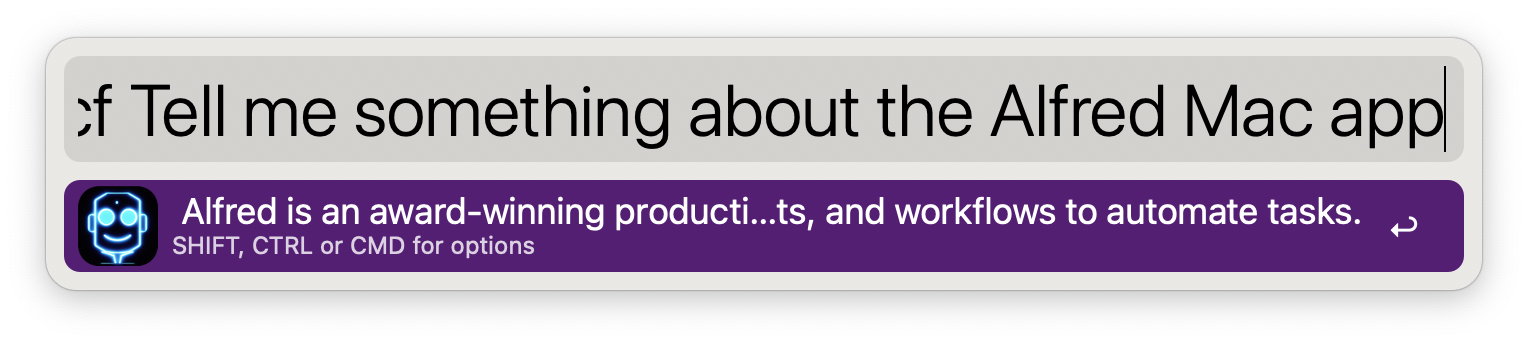 cf Tell me something about the Alfred Mac app
Alfred is an award-winning producti...ts, and workflows to automate tasks.
SHIFT, CTRL or CMD for options